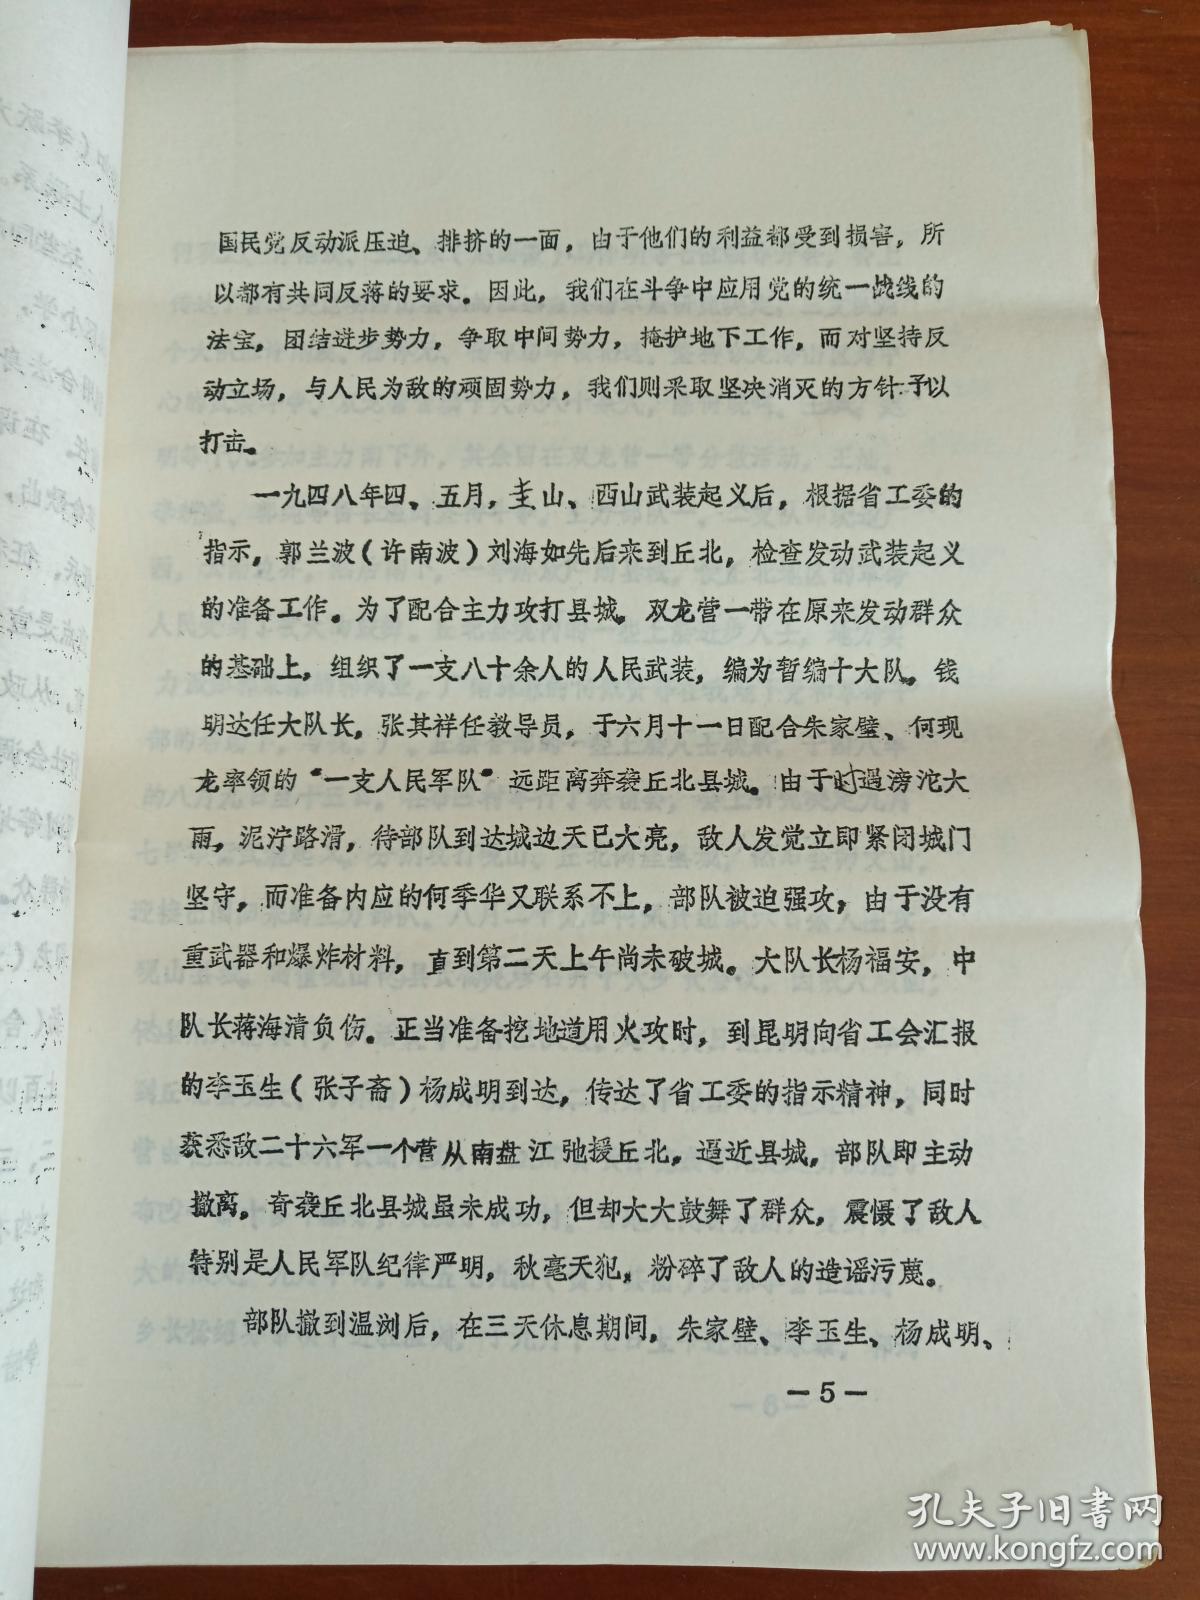 国民党反动派压迫、排挤的一面，由于他们的利益都受到损害，所
以都有共同反蒋的要求。因此，我们在斗争中应用党的统一战线的
法宝，团结进步势力，争取中间势力，掩护地下工作，而对坚持反
动立场，与人民为敌的顽固势力，我们则采取坚决消灭的方针予以
打击。
一九四八年四、五月，圭山、西山武装起义后，根据省工委的
指示，郭兰波（许南波）刘海如先后来到丘北，检查发动武装起义
的准备工作。为了配合主力攻打县城，双龙营一带在原来发动群众
的基础上，组织了一支八十余人的人民武装，编为暂编十大队。钱
明达任大队长，张其祥任教导员，于六月十一日配合朱家璧、何现
龙率领的“一支人民军队”远距离奔袭丘北县城。由于时遇滂沱大
雨，泥泞路滑，待部队到达城边天已大亮，敌人发觉立即紧闭城门
坚守，而准备内应的何季华又联系不上，部队被迫强攻，由于没有
重武器和爆炸材料，直到第二天上午尚未破城。大队长杨福安，中
队长蒋海清负伤。正当准备挖地道用火攻时，到昆明向省工会汇报
的李玉生（张子斋）杨成明到达，传达了省工委的指示精神，同时
获悉敌二十六军一个营从南盘江弛援丘北，逼近县城，部队即主动
撤离，奇袭丘北县城虽未成功，但却大大鼓舞了群众，震慑了敌人
特别是人民军队纪律严明，秋毫天犯，粉碎了敌人的造谣污蔑。
部队撤到温浏后，在三天休息期间，朱家璧、李玉生、杨成明、
—5—
孔夫子旧书网
www.kongfz.com